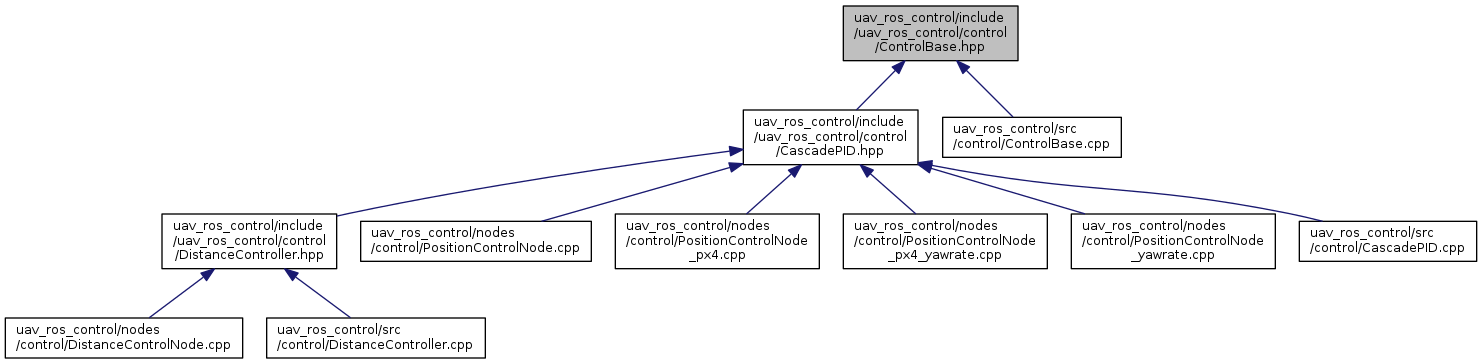 uav_ros_control/include
/uav_ros_control/control
/ControlBase.hpp
uav_ros_control/include
/uav_ros_control/control
/CascadePID.hpp
uav_ros_control/src
/control/ControlBase.cpp
uav_ros_control/include
/uav_ros_control/control
/DistanceController.hpp
uav_ros_control/nodes
/control/PositionControlNode.cpp
uav_ros_control/nodes
/control/PositionControlNode
_px4.cpp
uav_ros_control/nodes
/control/PositionControlNode
_px4_yawrate.cpp
uav_ros_control/nodes
/control/PositionControlNode
_yawrate.cpp
uav_ros_control/src
/control/CascadePID.cpp
uav_ros_control/nodes
/control/DistanceControlNode.cpp
uav_ros_control/src
/control/DistanceController.cpp